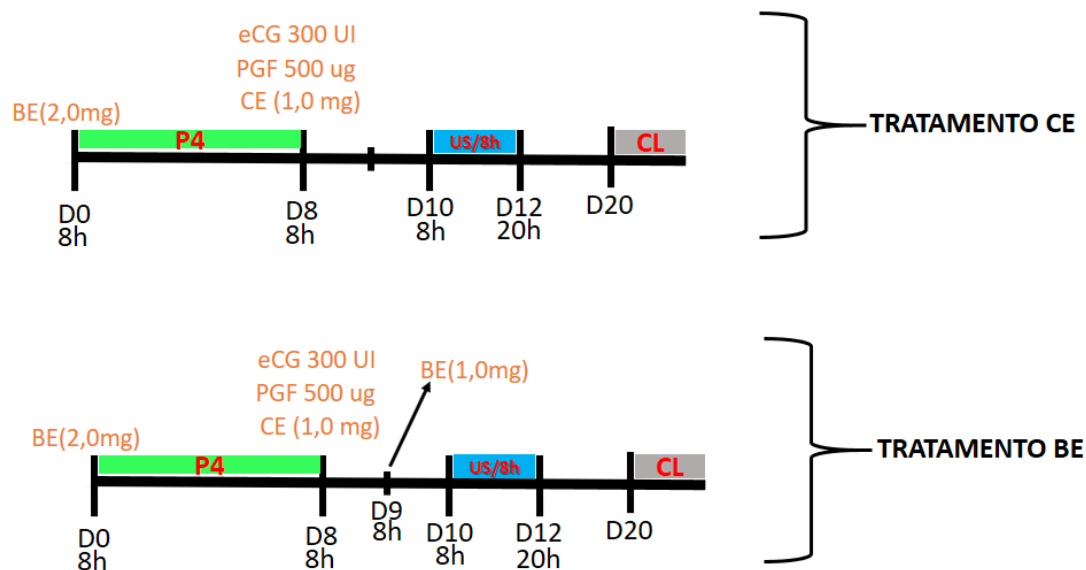 eCG 300 UI
PGF 500 ug
BE(2,0mg)
CE (1,0 mg)
P4
US/8h
CL
TRATAMENTO CE
D0
8h
D8
8h
D10
8h
D12
20h
D20
eCG 300 UI
BE(1,0mg)
PGF 500 ug
CE (1,0 mg)
BE(2,0mg)
P4
US/8h
CL
TRATAMENTO BE
D0
8h
D8
8h
D9
8h
D10
8h
D12
20h
D20